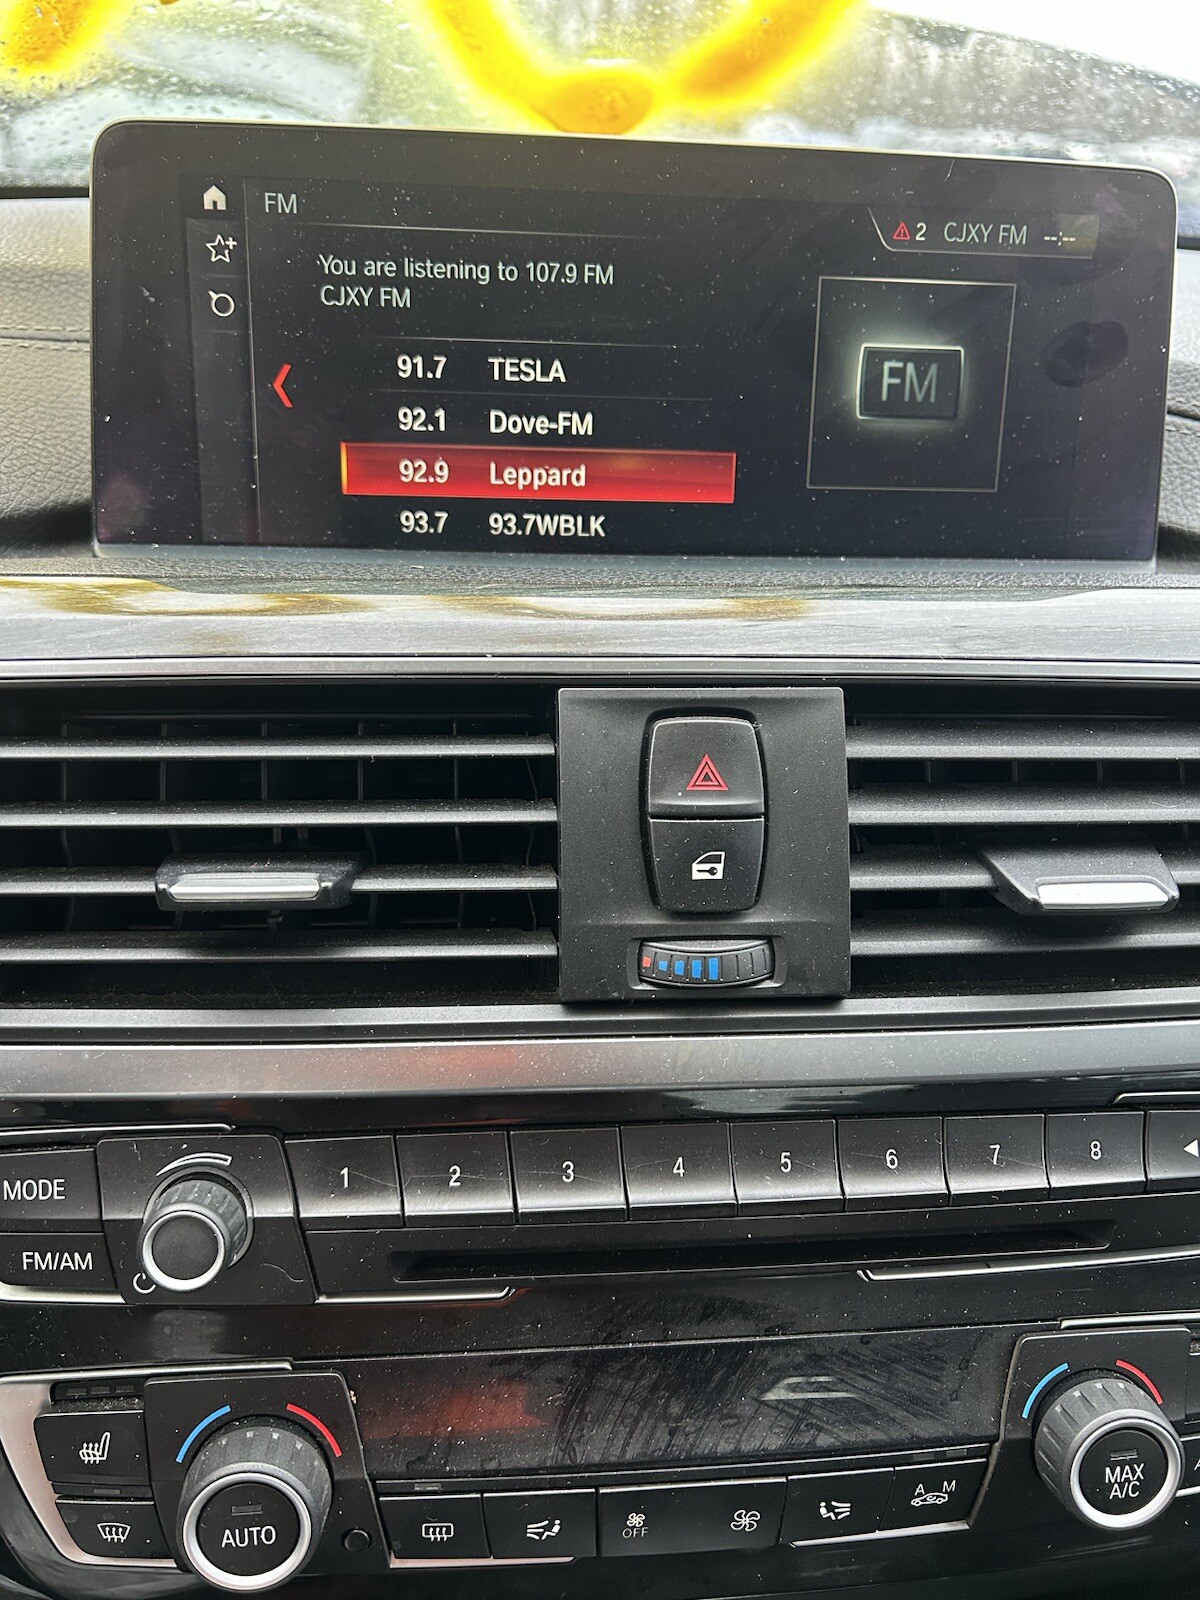 FM
2 CJXY FM --:--
You are listening to 107.9 FM
CJXY FM
91.7 TESLA
92.1 Dove-FM
92.9 Leppard
93.7 93.7WBLK
FM
MODE
FM/AM
1 2 3 4 5 6 7 8
AUTO
OFF
A M
MAX
A/C